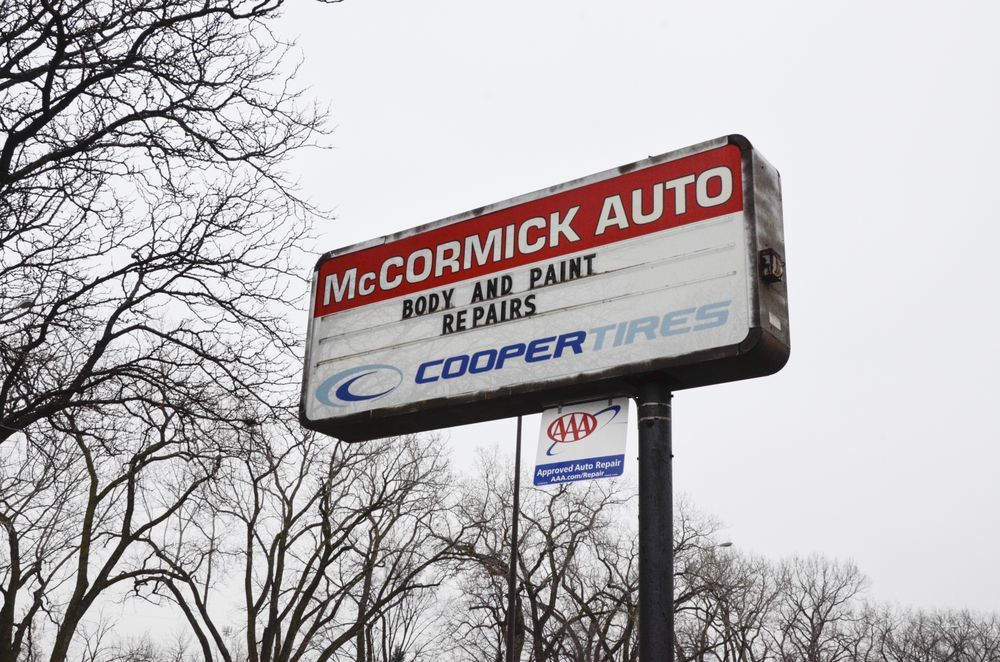 McCORMICK AUTO
BODY AND PAINT
REPAIRS
COOPERTIRES
AAA
Approved Auto Repair
AAA.com/Repair